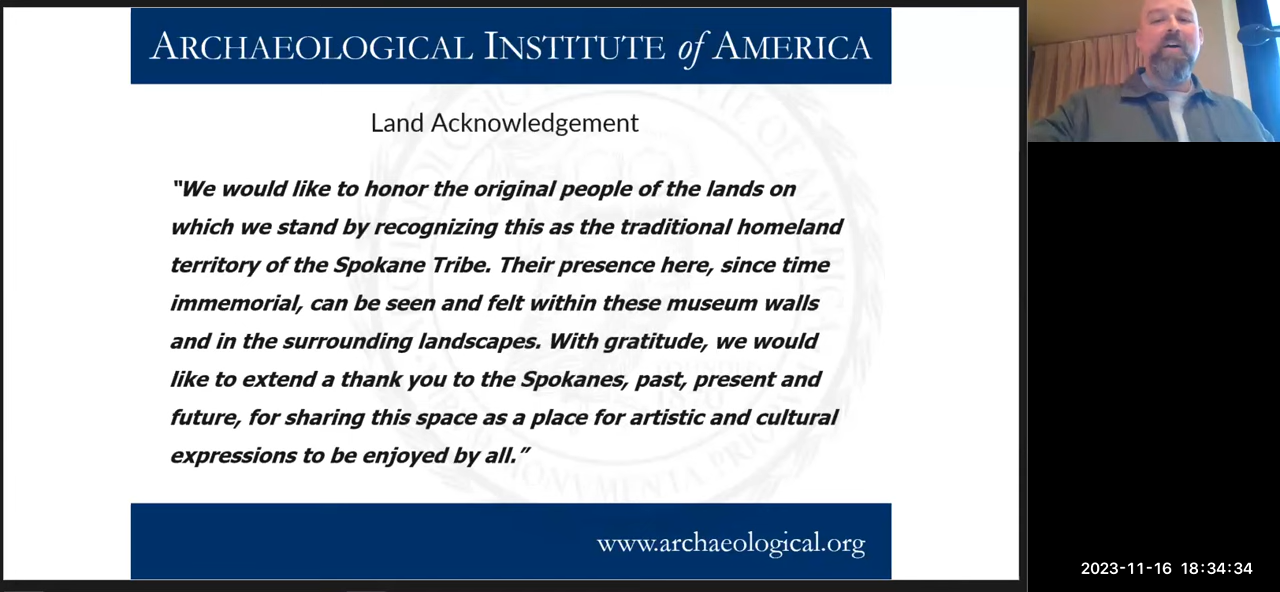 ARCHAEOLOGICAL INSTITUTE of AMERICA
Land Acknowledgement
"We would like to honor the original people of the lands on
which we stand by recognizing this as the traditional homeland
territory of the Spokane Tribe. Their presence here, since time
immemorial, can be seen and felt within these museum walls
and in the surrounding landscapes. With gratitude, we would
like to extend a thank you to the Spokanes, past, present and
future, for sharing this space as a place for artistic and cultural
expressions to be enjoyed by all."
www.archaeological.org
2023-11-16 18:34:34